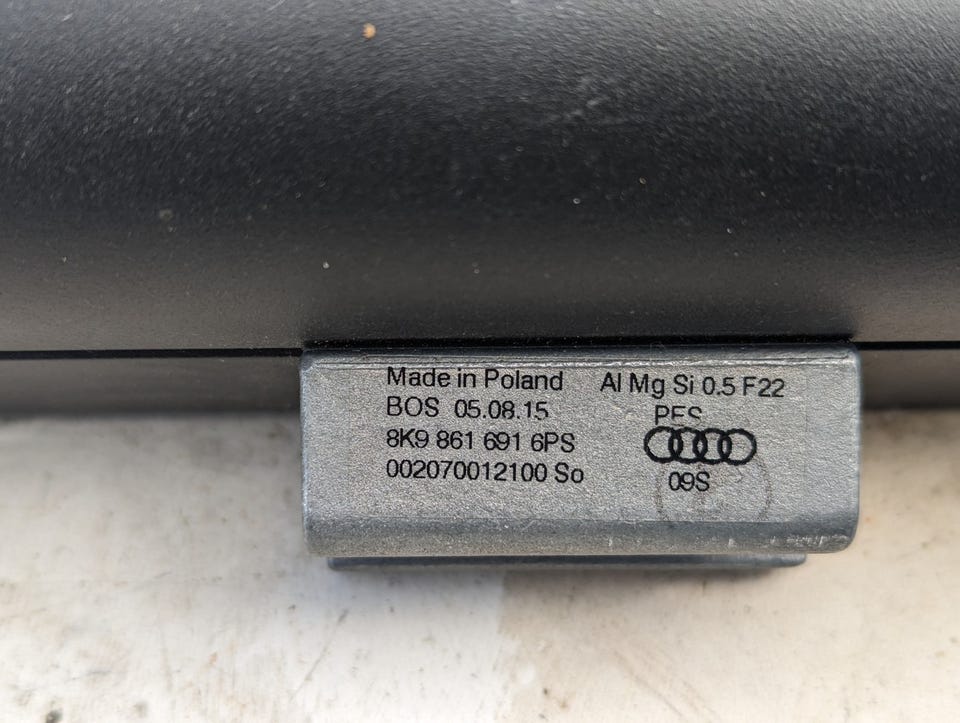 Made in Poland Al Mg Si 0.5 F22
BOS 05.08.15 PES
8K9 861 691 6PS
002070012100 So 09S